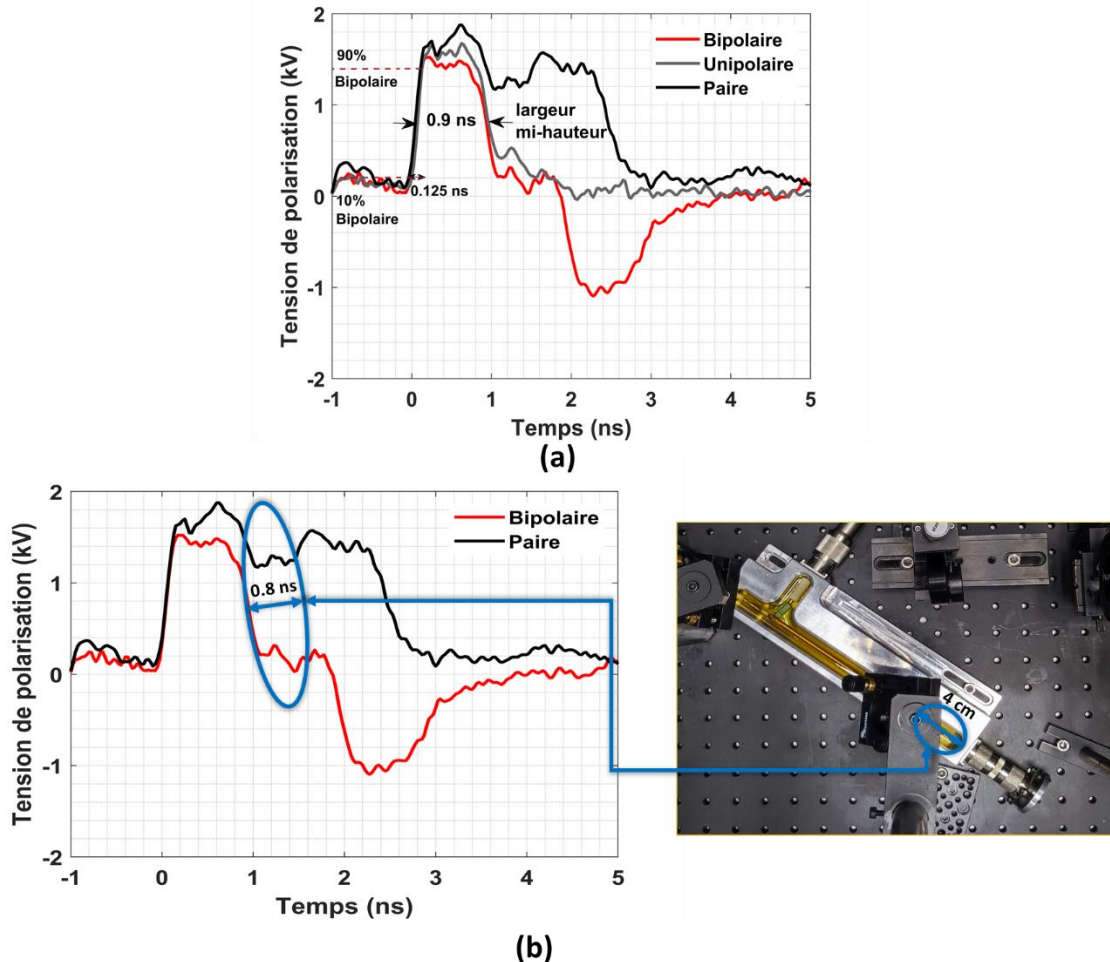 2
1
0
-1
-2
Tension de polarisation (kV)
90%
Bipolaire
10%
Bipolaire
0.9 ns
0.125 ns
largeur
mi-hauteur
Bipolaire
Unipolaire
Paire
-1 0 1 2 3 4 5
Temps (ns)
(a)
2
1
0
-1
-2
Tension de polarisation (kV)
Bipolaire
Paire
0.8 ns
-1 0 1 2 3 4 5
Temps (ns)
4 cm
(b)